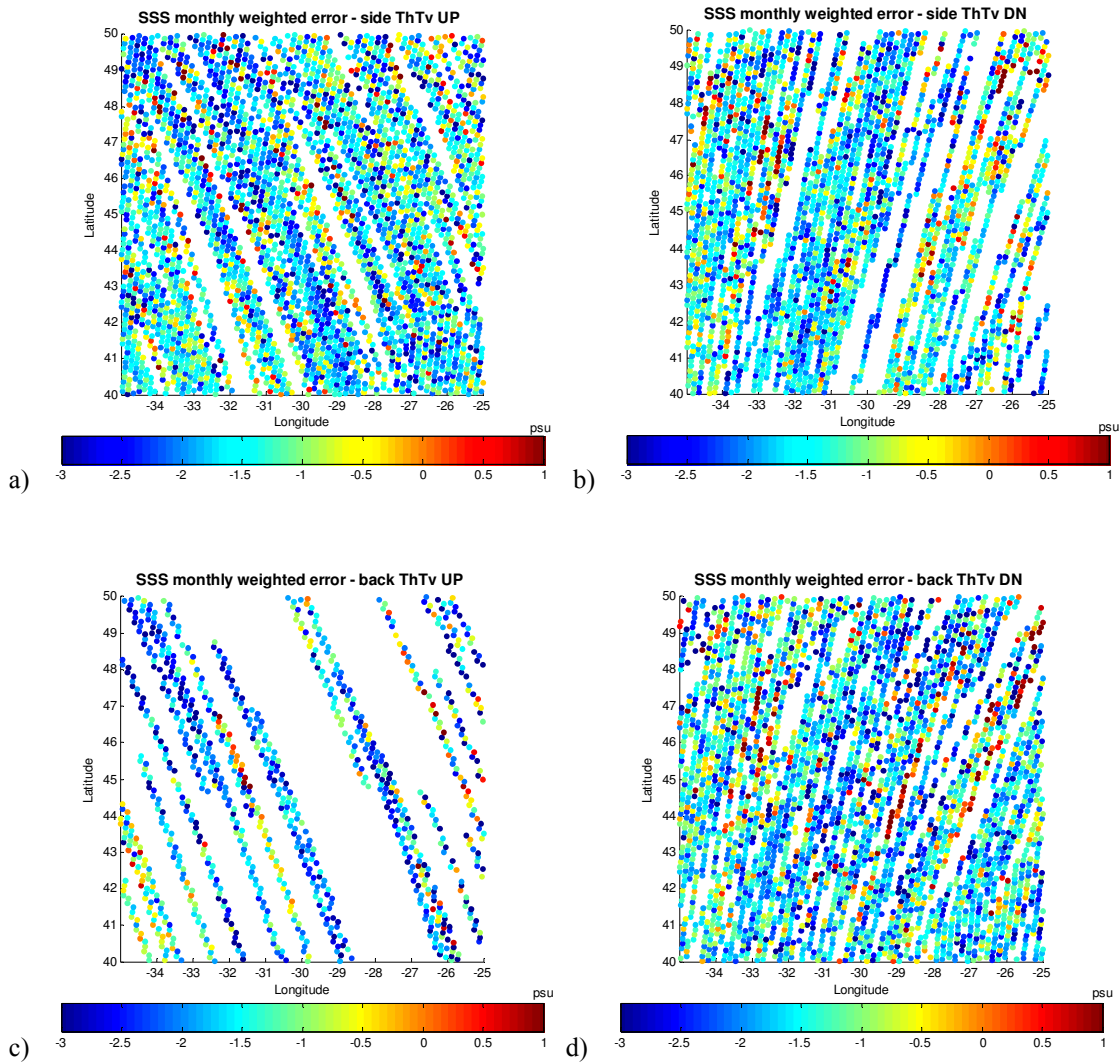 SSS monthly weighted error - side ThTv UP
50
49
48
47
46
45
44
43
42
41
40
Latitude
-34 -33 -32 -31 -30 -29 -28 -27 -26 -25
Longitude
psu
-3 -2.5 -2 -1.5 -1 -0.5 0 0.5 1
a)
SSS monthly weighted error - side ThTv DN
50
49
48
47
46
45
44
43
42
41
40
Latitude
-34 -33 -32 -31 -30 -29 -28 -27 -26 -25
Longitude
psu
-3 -2.5 -2 -1.5 -1 -0.5 0 0.5 1
b)
SSS monthly weighted error - back ThTv UP
50
49
48
47
46
45
44
43
42
41
40
Latitude
-34 -33 -32 -31 -30 -29 -28 -27 -26 -25
Longitude
psu
-3 -2.5 -2 -1.5 -1 -0.5 0 0.5 1
c)
SSS monthly weighted error - back ThTv DN
50
49
48
47
46
45
44
43
42
41
40
Latitude
-34 -33 -32 -31 -30 -29 -28 -27 -26 -25
Longitude
psu
-3 -2.5 -2 -1.5 -1 -0.5 0 0.5 1
d)